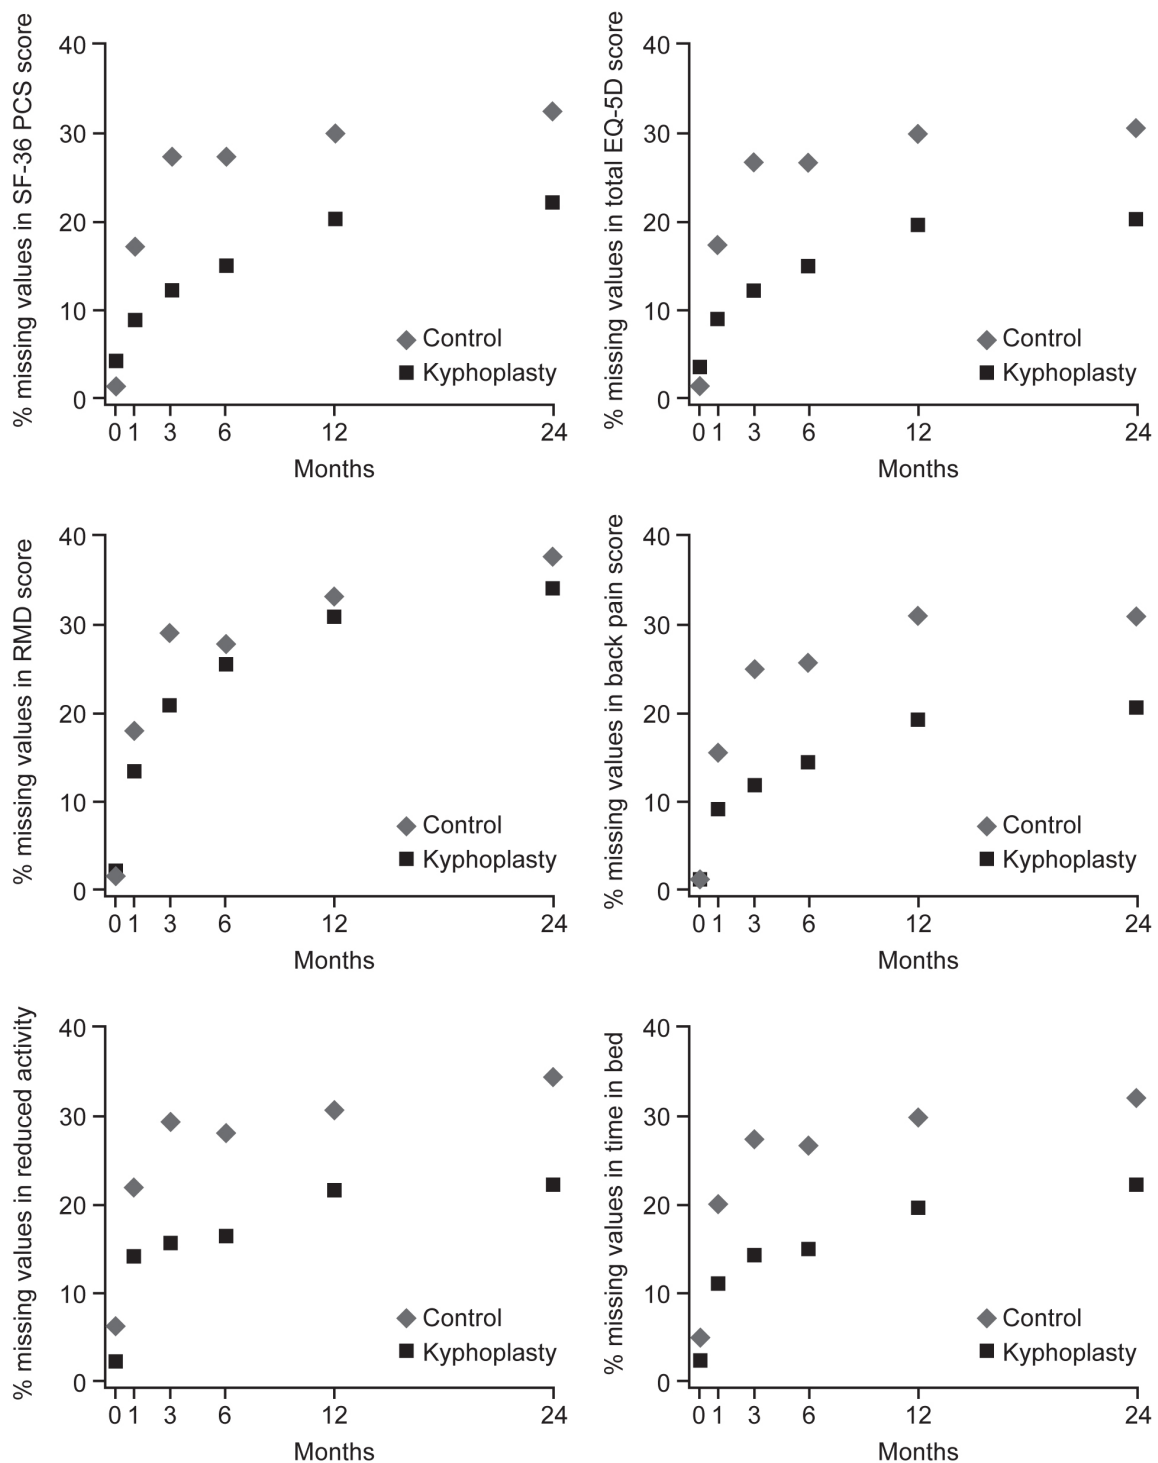 % missing values in SF-36 PCS score
40
30
20
10
0
0 1 3 6 12 24
Months
Control
Kyphoplasty
% missing values in total EQ-5D score
40
30
20
10
0
0 1 3 6 12 24
Months
Control
Kyphoplasty
% missing values in RMD score
40
30
20
10
0
0 1 3 6 12 24
Months
Control
Kyphoplasty
% missing values in back pain score
40
30
20
10
0
0 1 3 6 12 24
Months
Control
Kyphoplasty
% missing values in reduced activity
40
30
20
10
0
0 1 3 6 12 24
Months
Control
Kyphoplasty
% missing values in time in bed
40
30
20
10
0
0 1 3 6 12 24
Months
Control
Kyphoplasty